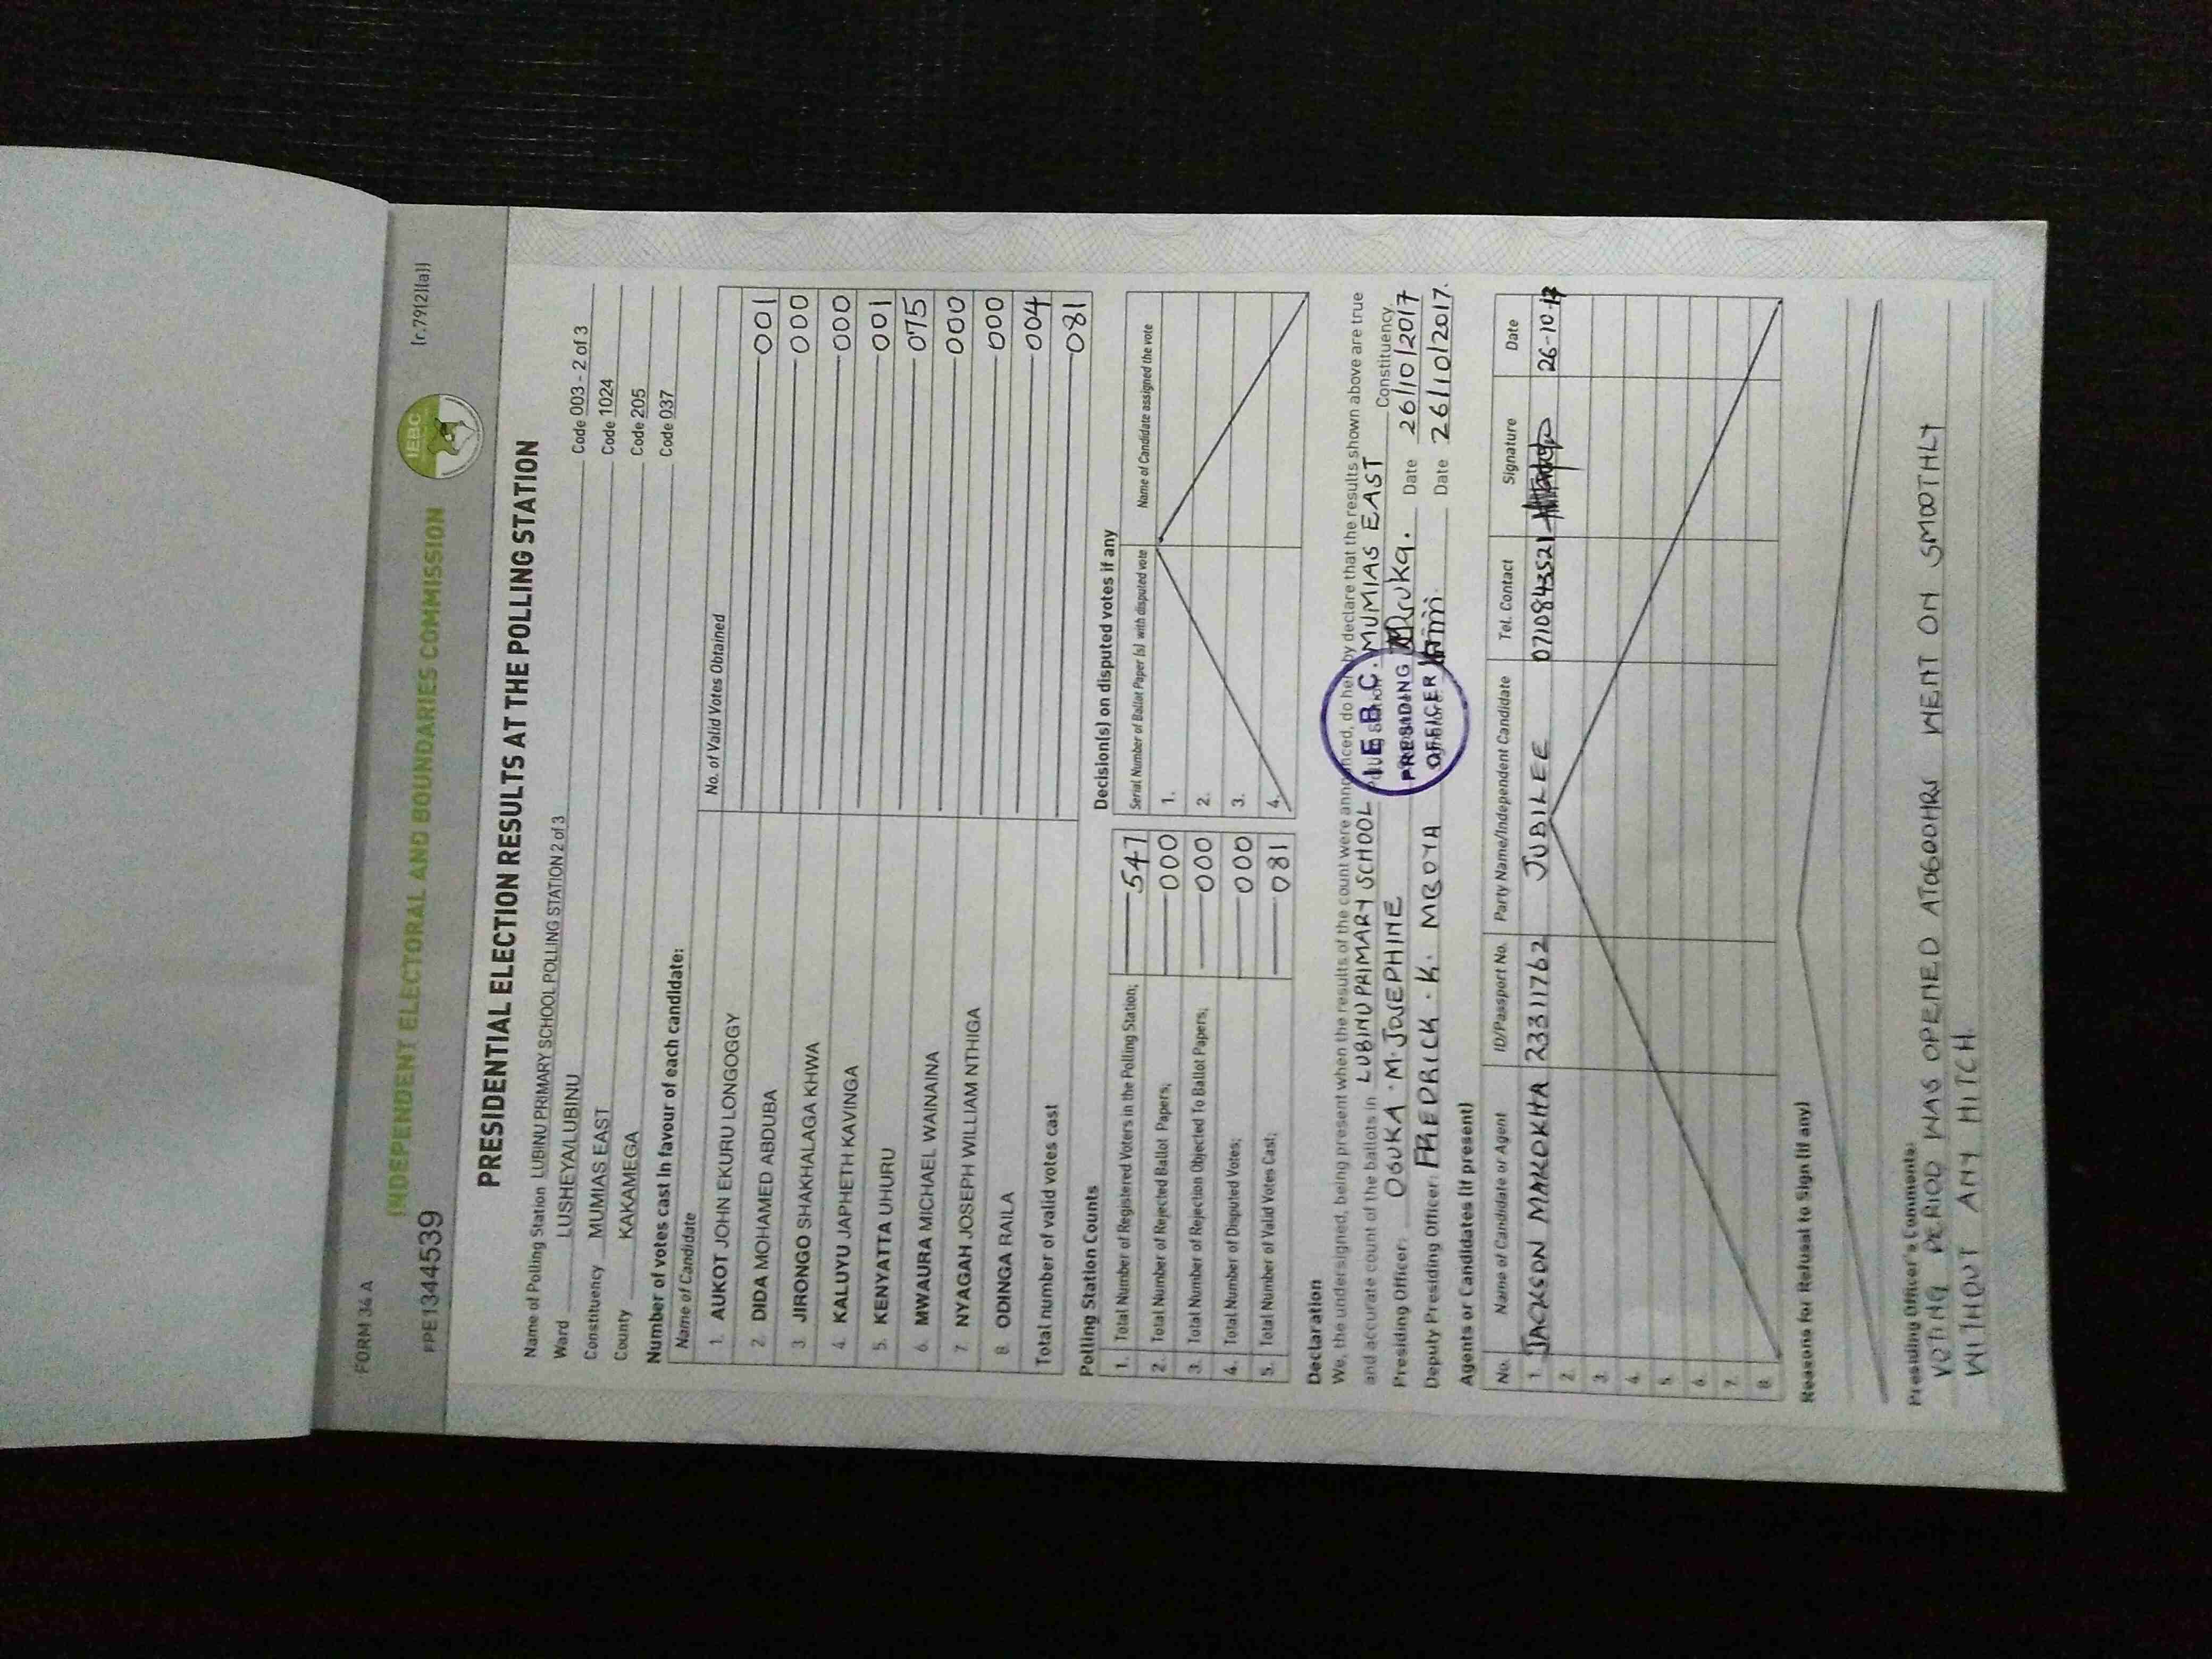 FORM 34 A
[r.79(2)(a)]
PPE1344539
INDEPENDENT ELECTORAL AND BOUNDARIES COMMISSION
IEBC
PRESIDENTIAL ELECTION RESULTS AT THE POLLING STATION
Name of Polling Station LUBINU PRIMARY SCHOOL POLLING STATION 2 of 3 Code 003 - 2 of 3
Ward LUSHEYA/LUBINU Code 1024
Constituency MUMIAS EAST Code 205
County KAKAMEGA Code 037
Number of votes cast in favour of each candidate:
Name of Candidate No. of Valid Votes Obtained
1. AUKOT JOHN EKURU LONGOGGY 001
2. DIDA MOHAMED ABDUBA 000
3. JIRONGO SHAKHALAGA KHWA 000
4. KALUYU JAPHETH KAVINGA 001
5. KENYATTA UHURU 075
6. MWAURA MICHAEL WAINAINA 000
7. NYAGAH JOSEPH WILLIAM NTHIGA 000
8. ODINGA RAILA 004
Total number of valid votes cast 081
Polling Station Counts
1. Total Number of Registered Voters in the Polling Station; 547
2. Total Number of Rejected Ballot Papers; 000
3. Total Number of Rejection Objected To Ballot Papers; 000
4. Total Number of Disputed Votes; 000
5. Total Number of Valid Votes Cast; 081
Decision(s) on disputed votes if any
Serial Number of Ballot Paper (s) with disputed vote Name of Candidate assigned the vote
1.
2.
3.
4.
Declaration
We, the undersigned, being present when the results of the count were announced, do hereby declare that the results shown above are true
and accurate count of the ballots in LUBINU PRIMARY SCHOOL Polling Station MUMIAS EAST Constituency
Presiding Officer: OGUKA . M. JOSEPHINE Date 26/10/2017
Deputy Presiding Officer: FREDRICK . K. MBOYA Date 26/10/2017.
I.E.B.C.
PRESIDING
OFFICER
Agents or Candidates (if present)
No. Name of Candidate or Agent ID/Passport No. Party Name/Independent Candidate Tel. Contact Signature Date
1. JACKSON MAKOKHA 23311762 JUBILEE 0710843521 26-10-17
2.
3.
4.
5.
6.
7.
8.
Reasons for Refusal to Sign (if any)
Presiding Officer's Comments:
VOTING PERIOD WAS OPENED AT0600HRS WENT ON SMOOTHLY
WITHOUT ANY HITCH